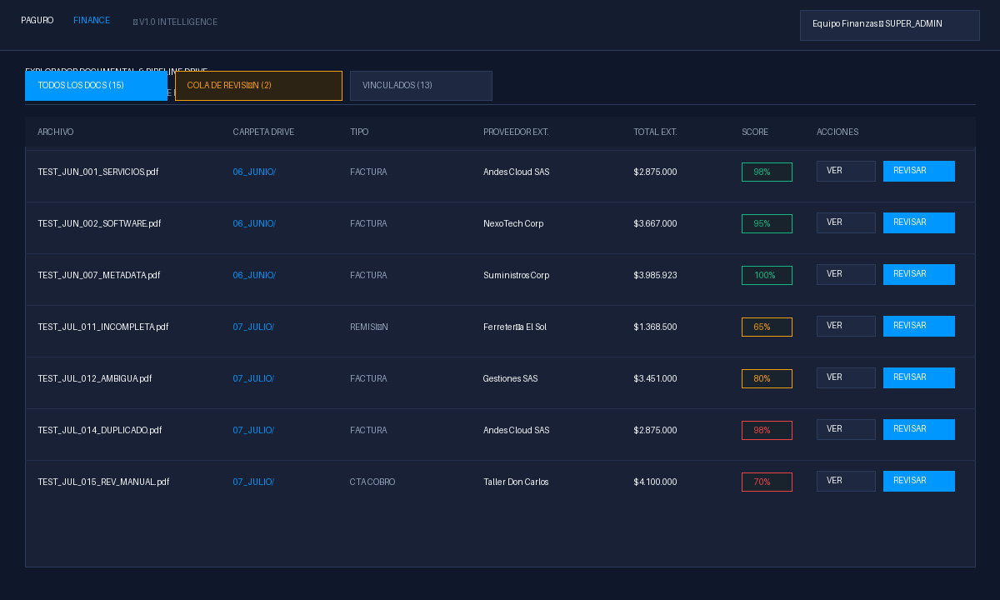 PAGURO FINANCE □ V1.0 INTELLIGENCE
Equipo Finanzas □ SUPER_ADMIN
EXPLORADOR DOCUMENTAL & PIPELINE DRIVE
TODOS LOS DOCS (15) COLA DE REVISI□N (2) VINCULADOS (13)
ARCHIVO CARPETA DRIVE TIPO PROVEEDOR EXT. TOTAL EXT. SCORE ACCIONES
TEST_JUN_001_SERVICIOS.pdf 06_JUNIO/ FACTURA Andes Cloud SAS $2.875.000 98% VER REVISAR
TEST_JUN_002_SOFTWARE.pdf 06_JUNIO/ FACTURA NexoTech Corp $3.667.000 95% VER REVISAR
TEST_JUN_007_METADATA.pdf 06_JUNIO/ FACTURA Suministros Corp $3.985.923 100% VER REVISAR
TEST_JUL_011_INCOMPLETA.pdf 07_JULIO/ REMISI□N Ferreter□a El Sol $1.368.500 65% VER REVISAR
TEST_JUL_012_AMBIGUA.pdf 07_JULIO/ FACTURA Gestiones SAS $3.451.000 80% VER REVISAR
TEST_JUL_014_DUPLICADO.pdf 07_JULIO/ FACTURA Andes Cloud SAS $2.875.000 98% VER REVISAR
TEST_JUL_015_REV_MANUAL.pdf 07_JULIO/ CTA COBRO Taller Don Carlos $4.100.000 70% VER REVISAR